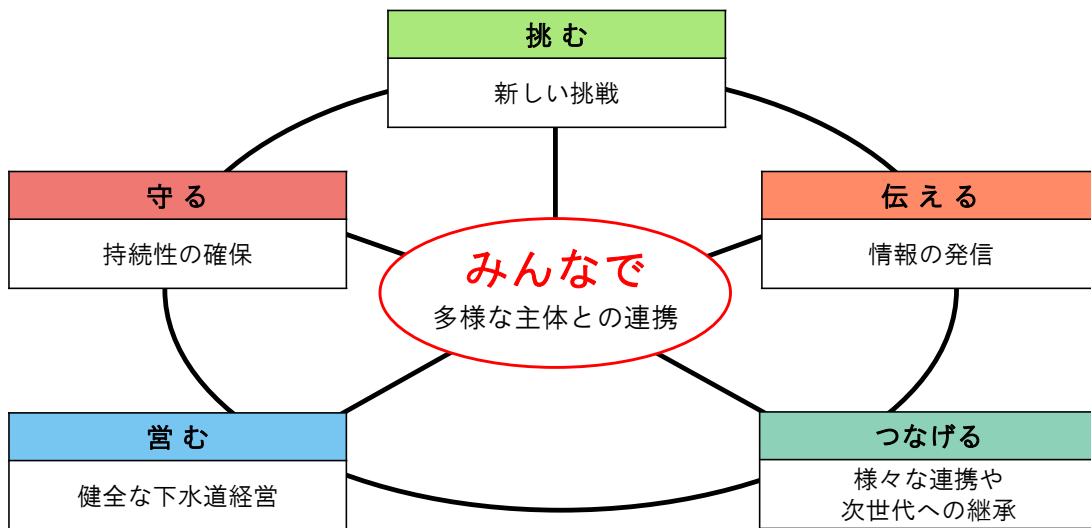 挑む
新しい挑戦
守る
持続性の確保
伝える
情報の発信
みんなで
多様な主体との連携
営む
健全な下水道経営
つなげる
様々な連携や
次世代への継承